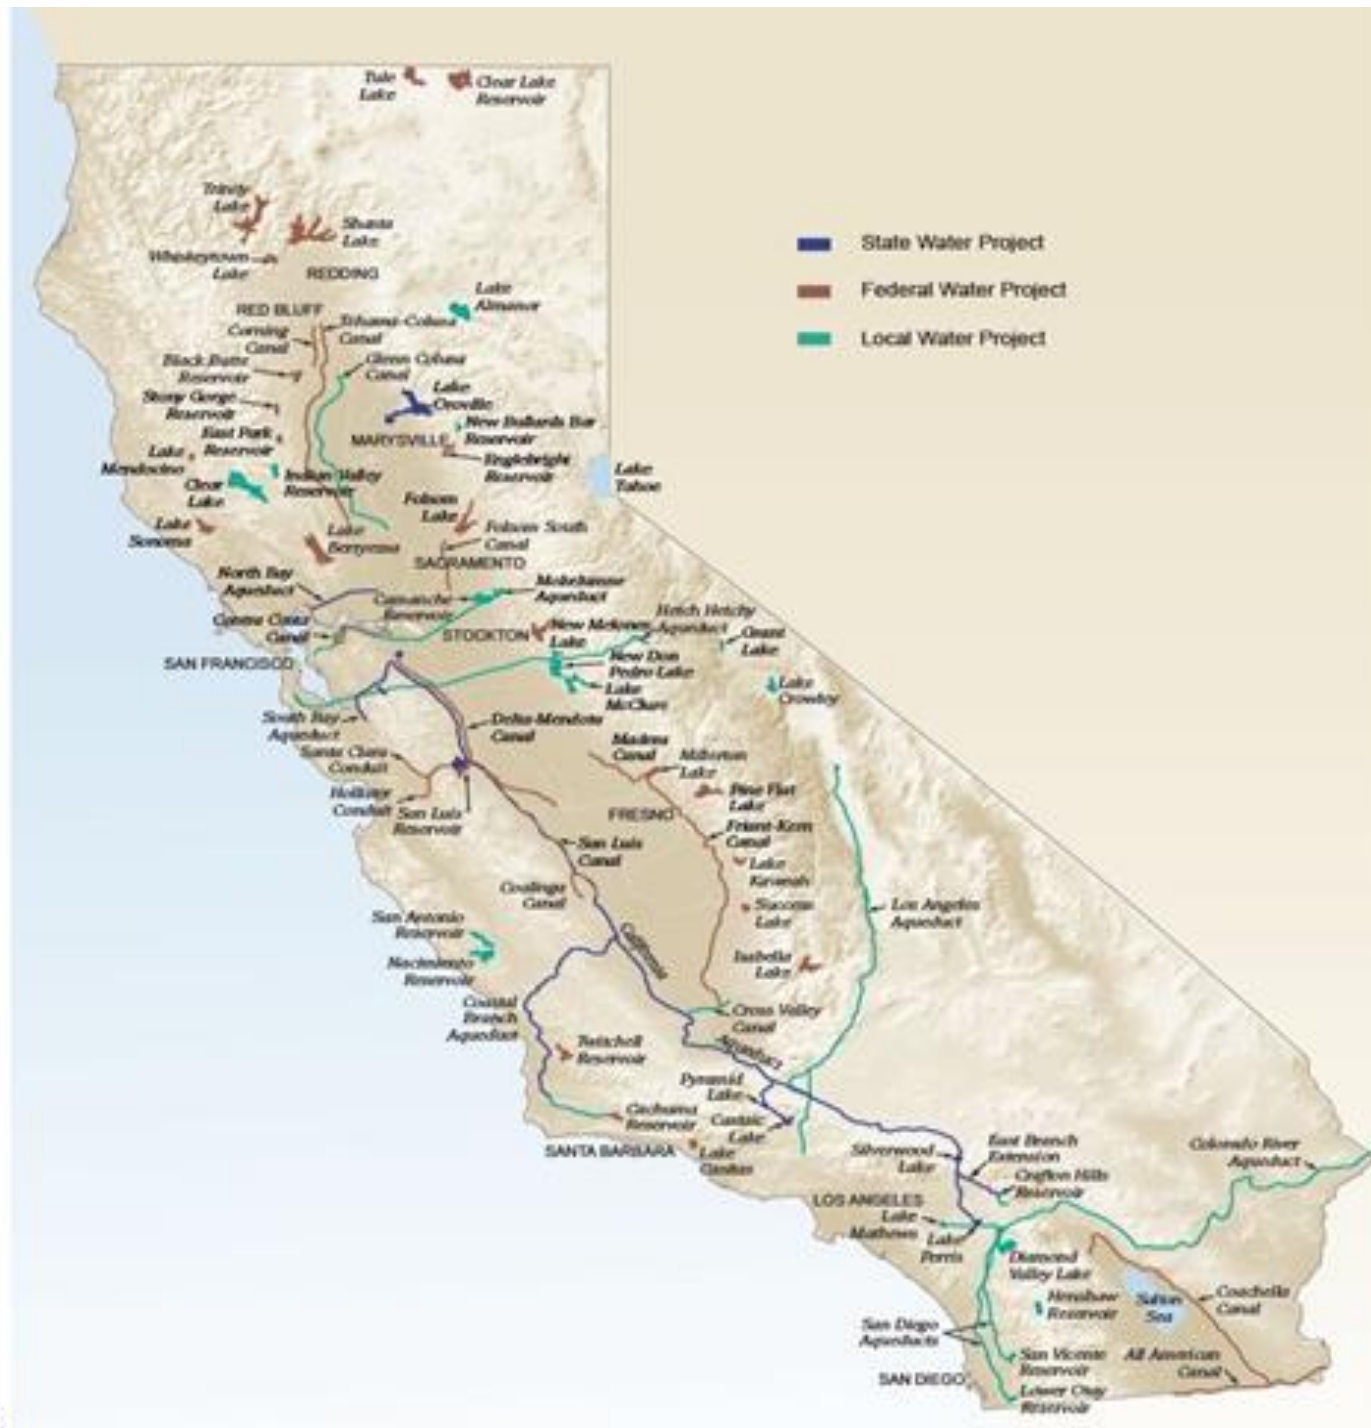 Tule
Lake
Clear Lake
Reservoir
Trinity
Lake
Shasta
Lake
Whiskeytown
Lake
REDDING
State Water Project
Federal Water Project
Local Water Project
Lake
Almanor
RED BLUFF
Corning
Canal
Tehama-Colusa
Canal
Black Butte
Reservoir
Glenn Colusa
Canal
Stony Gorge
Reservoir
Lake
Oroville
East Park
Reservoir
MARYSVILLE
New Bullards Bar
Reservoir
Lake
Mendocino
Englebright
Reservoir
Clear
Lake
Indian Valley
Reservoir
Lake
Tahoe
Folsom
Lake
Lake
Sonoma
Lake
Berryessa
Folsom South
Canal
SACRAMENTO
North Bay
Aqueduct
Camanche
Reservoir
Mokelumne
Aqueduct
Contra Costa
Canal
STOCKTON
New Melones
Lake
Hetch Hetchy
Aqueduct
Grant
Lake
SAN FRANCISCO
New Don
Pedro Lake
Lake
McClure
Lake
Crowley
South Bay
Aqueduct
Delta-Mendota
Canal
Santa Clara
Conduit
Madera
Canal
Millerton
Lake
Hollister
Conduit
San Luis
Reservoir
Pine Flat
Lake
FRESNO
Friant-Kern
Canal
San Luis
Canal
Lake
Kaweah
Coalinga
Canal
Success
Lake
Los Angeles
Aqueduct
San Antonio
Reservoir
California
Nacimiento
Reservoir
Isabella
Lake
Coastal
Branch
Aqueduct
Cross Valley
Canal
Aqueduct
Twitchell
Reservoir
Pyramid
Lake
Cachuma
Reservoir
Castaic
Lake
SANTA BARBARA
Lake
Casitas
Silverwood
Lake
East Branch
Extension
Crafton Hills
Reservoir
Colorado River
Aqueduct
LOS ANGELES
Lake
Mathews
Lake
Perris
Diamond
Valley Lake
Henshaw
Reservoir
Salton
Sea
Coachella
Canal
San Diego
Aqueducts
San Vicente
Reservoir
All American
Canal
SAN DIEGO
Lower Otay
Reservoir